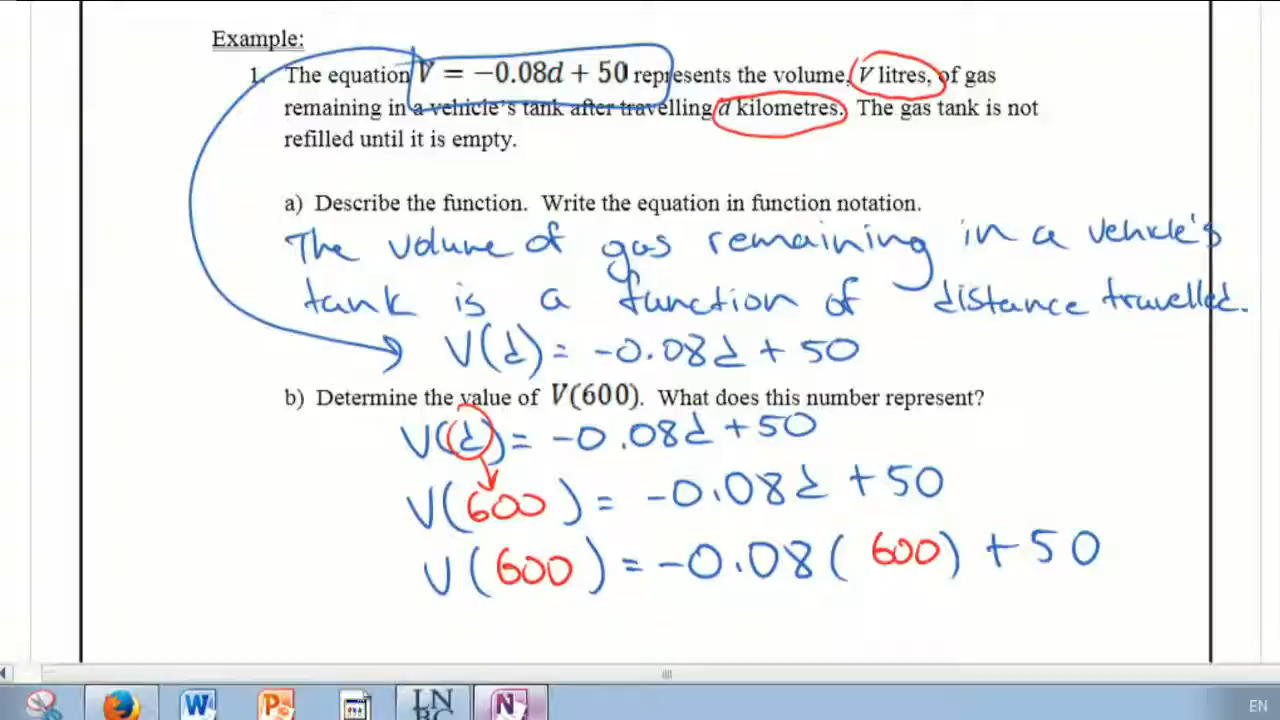 Example:
1. The equation V = −0.08d + 50 represents the volume, V litres, of gas
remaining in a vehicle's tank after travelling d kilometres. The gas tank is not
refilled until it is empty.
a) Describe the function. Write the equation in function notation.
The volume of gas remaining in a vehicle's
tank is a function of distance travelled.
V(d) = -0.08d + 50
b) Determine the value of V(600). What does this number represent?
V(d) = -0.08d + 50
V(600) = -0.08d + 50
V(600) = -0.08(600) + 50
W
P
LN
BC
N
EN